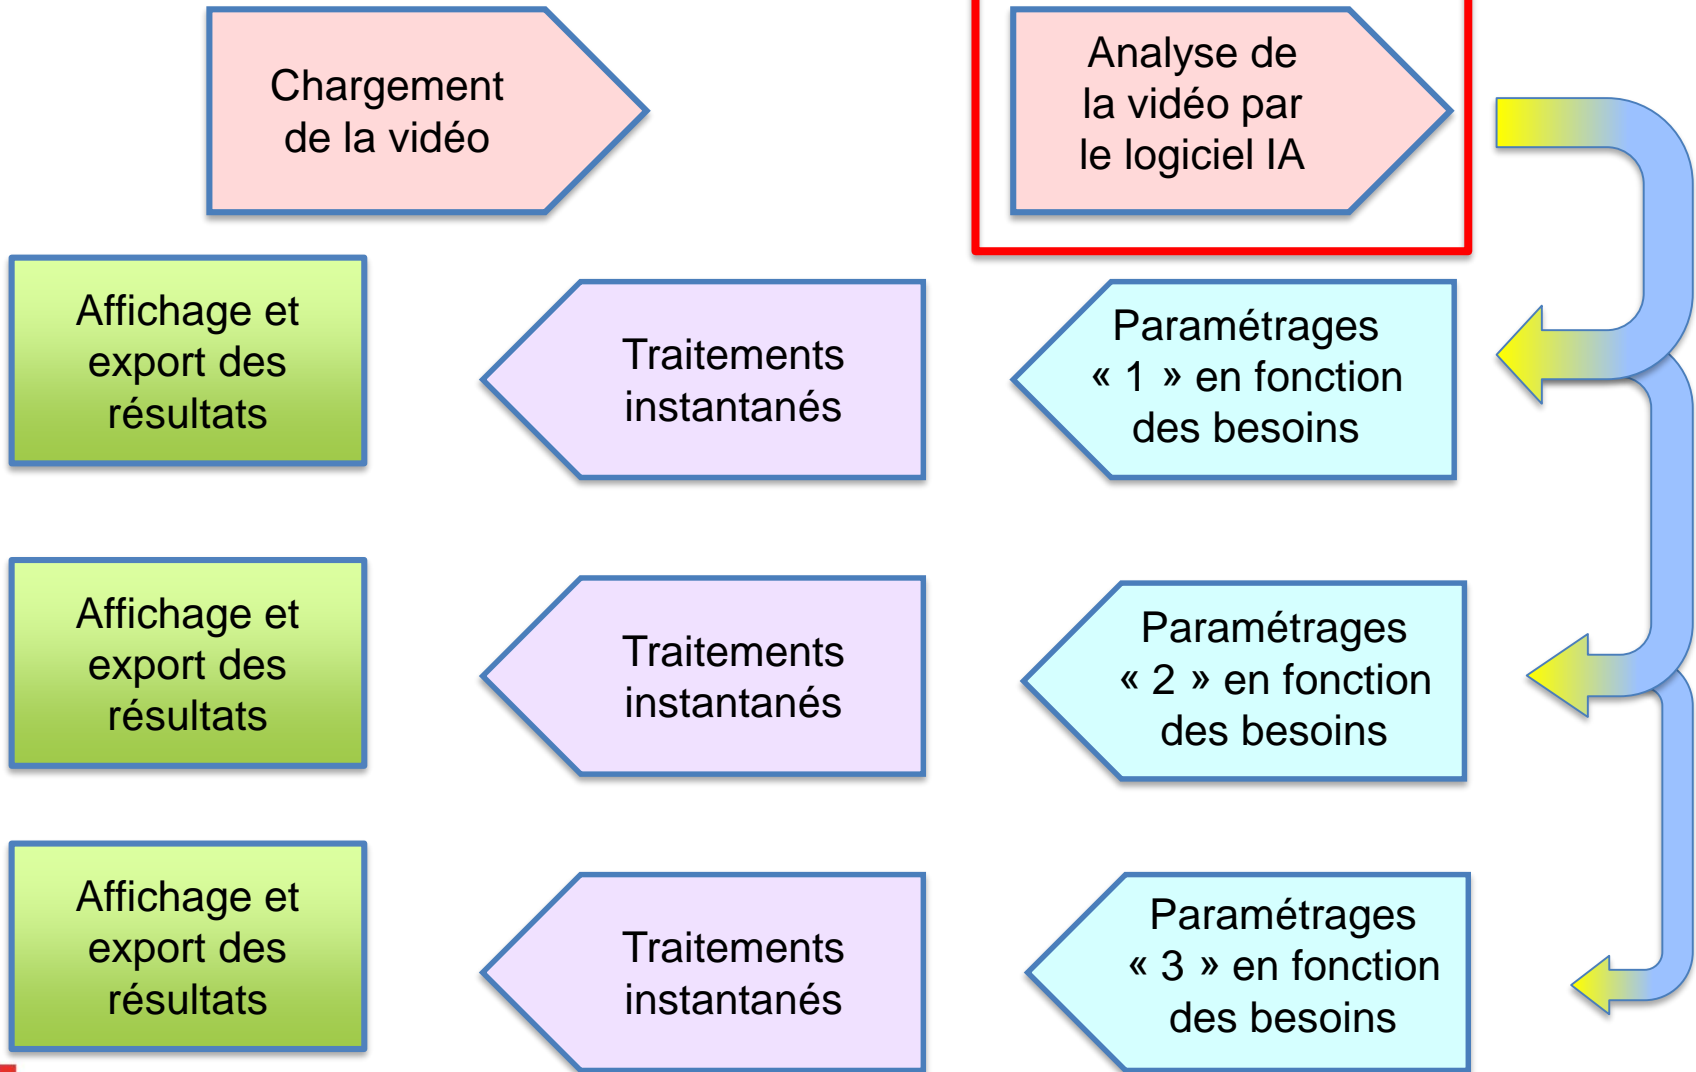 Chargement
de la vidéo
Analyse de
la vidéo par
le logiciel IA
Affichage et
export des
résultats
Traitements
instantanés
Paramétrages
« 1 » en fonction
des besoins
Affichage et
export des
résultats
Traitements
instantanés
Paramétrages
« 2 » en fonction
des besoins
Affichage et
export des
résultats
Traitements
instantanés
Paramétrages
« 3 » en fonction
des besoins